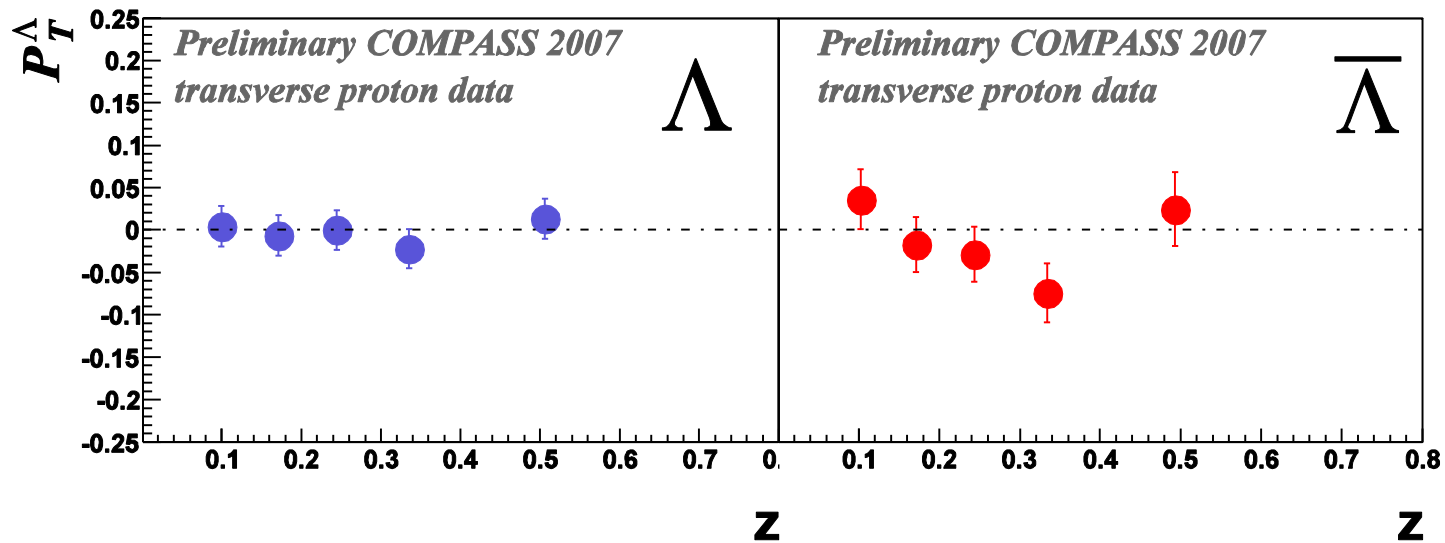 P_T^Λ
0.25
0.2
0.15
0.1
0.05
0
-0.05
-0.1
-0.15
-0.2
-0.25
Preliminary COMPASS 2007
transverse proton data
Λ
0.1 0.2 0.3 0.4 0.5 0.6 0.7 0.
z
Preliminary COMPASS 2007
transverse proton data
Λ̅
0.1 0.2 0.3 0.4 0.5 0.6 0.7 0.8
z